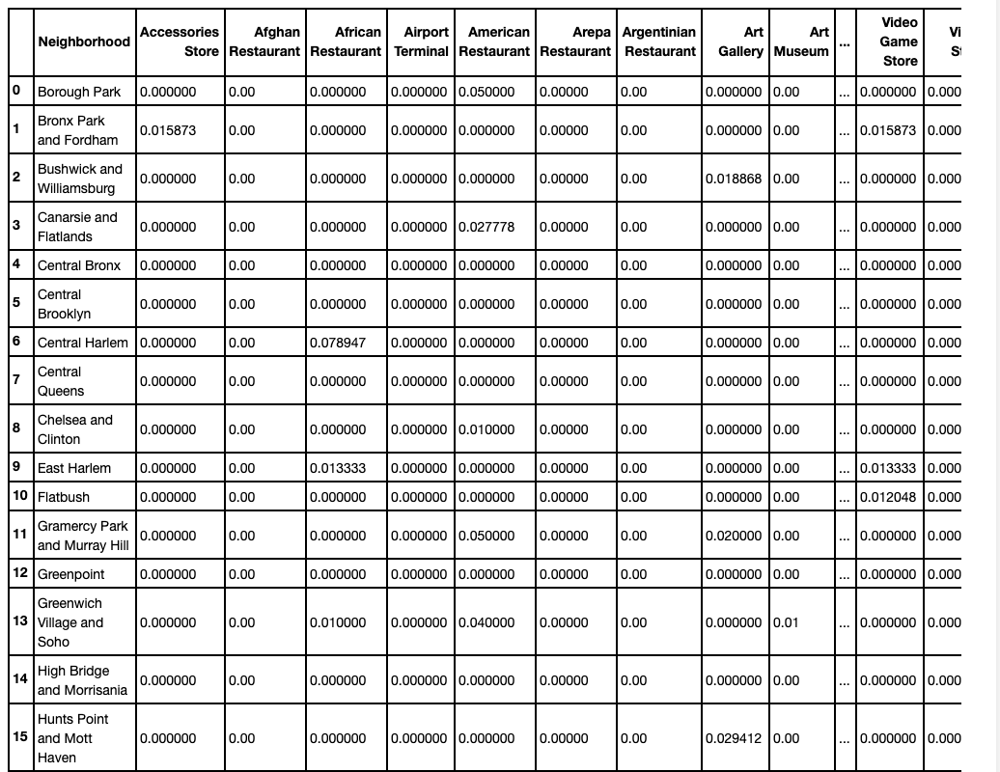 Neighborhood Accessories Store Afghan Restaurant African Restaurant Airport Terminal American Restaurant Arepa Restaurant Argentinian Restaurant Art Gallery Art Museum ... Video Game Store Vi
0 Borough Park 0.000000 0.00 0.000000 0.000000 0.050000 0.00000 0.00 0.000000 0.00 ... 0.000000 0.000
1 Bronx Park and Fordham 0.015873 0.00 0.000000 0.000000 0.000000 0.00000 0.00 0.000000 0.00 ... 0.015873 0.000
2 Bushwick and Williamsburg 0.000000 0.00 0.000000 0.000000 0.000000 0.00000 0.00 0.018868 0.00 ... 0.000000 0.000
3 Canarsie and Flatlands 0.000000 0.00 0.000000 0.000000 0.027778 0.00000 0.00 0.000000 0.00 ... 0.000000 0.000
4 Central Bronx 0.000000 0.00 0.000000 0.000000 0.000000 0.00000 0.00 0.000000 0.00 ... 0.000000 0.000
5 Central Brooklyn 0.000000 0.00 0.000000 0.000000 0.000000 0.00000 0.00 0.000000 0.00 ... 0.000000 0.000
6 Central Harlem 0.000000 0.00 0.078947 0.000000 0.000000 0.00000 0.00 0.000000 0.00 ... 0.000000 0.000
7 Central Queens 0.000000 0.00 0.000000 0.000000 0.000000 0.00000 0.00 0.000000 0.00 ... 0.000000 0.000
8 Chelsea and Clinton 0.000000 0.00 0.000000 0.000000 0.010000 0.00000 0.00 0.000000 0.00 ... 0.000000 0.000
9 East Harlem 0.000000 0.00 0.013333 0.000000 0.000000 0.00000 0.00 0.000000 0.00 ... 0.013333 0.000
10 Flatbush 0.000000 0.00 0.000000 0.000000 0.000000 0.00000 0.00 0.000000 0.00 ... 0.012048 0.000
11 Gramercy Park and Murray Hill 0.000000 0.00 0.000000 0.000000 0.050000 0.00000 0.00 0.020000 0.00 ... 0.000000 0.000
12 Greenpoint 0.000000 0.00 0.000000 0.000000 0.000000 0.00000 0.00 0.000000 0.00 ... 0.000000 0.000
13 Greenwich Village and Soho 0.000000 0.00 0.010000 0.000000 0.040000 0.00000 0.00 0.000000 0.01 ... 0.000000 0.000
14 High Bridge and Morrisania 0.000000 0.00 0.000000 0.000000 0.000000 0.00000 0.00 0.000000 0.00 ... 0.000000 0.000
15 Hunts Point and Mott Haven 0.000000 0.00 0.000000 0.000000 0.000000 0.00000 0.00 0.029412 0.00 ... 0.000000 0.000